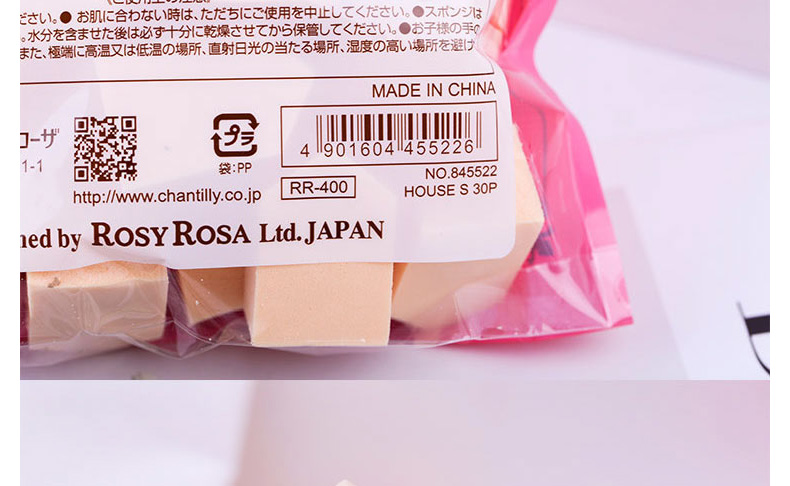 ださい。● お肌に合わない時は、ただちにご使用を中止してください。●スポンジは
、水分を含ませた後は必ず十分に乾燥させてから保管してください。●お子様の手の
また、極端に高温又は低温の場所、直射日光の当たる場所、湿度の高い場所を避け
MADE IN CHINA
ローザ
1-1
プラ
袋:PP
4 901604 455226
http://www.chantilly.co.jp
RR-400
NO.845522
HOUSE S 30P
ned by ROSY ROSA Ltd. JAPAN